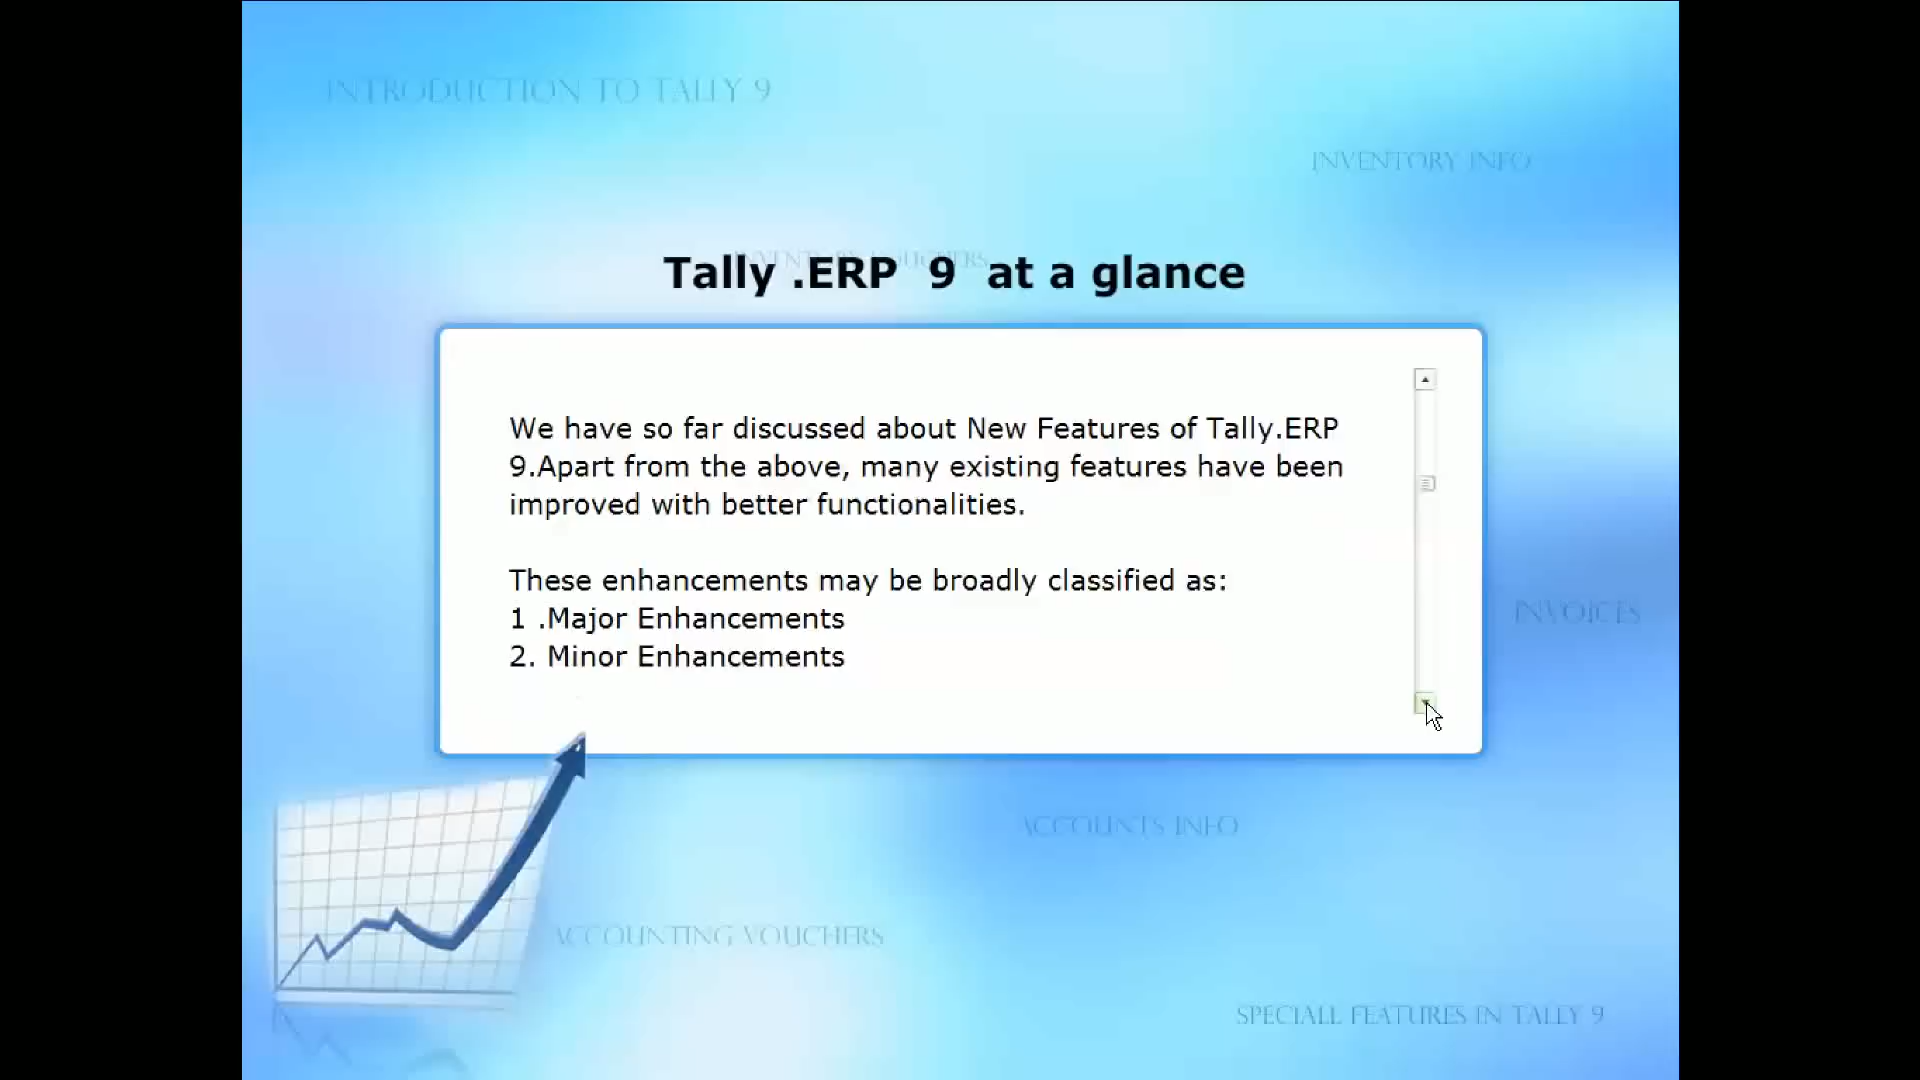 INTRODUCTION TO TALLY 9
INVENTORY INFO
INVENTORY VOUCHERS
Tally .ERP 9 at a glance
We have so far discussed about New Features of Tally.ERP
9.Apart from the above, many existing features have been
improved with better functionalities.
These enhancements may be broadly classified as:
1 .Major Enhancements
2. Minor Enhancements
INVOICES
ACCOUNTS INFO
ACCOUNTING VOUCHERS
SPECIALL FEATURES IN TALLY 9